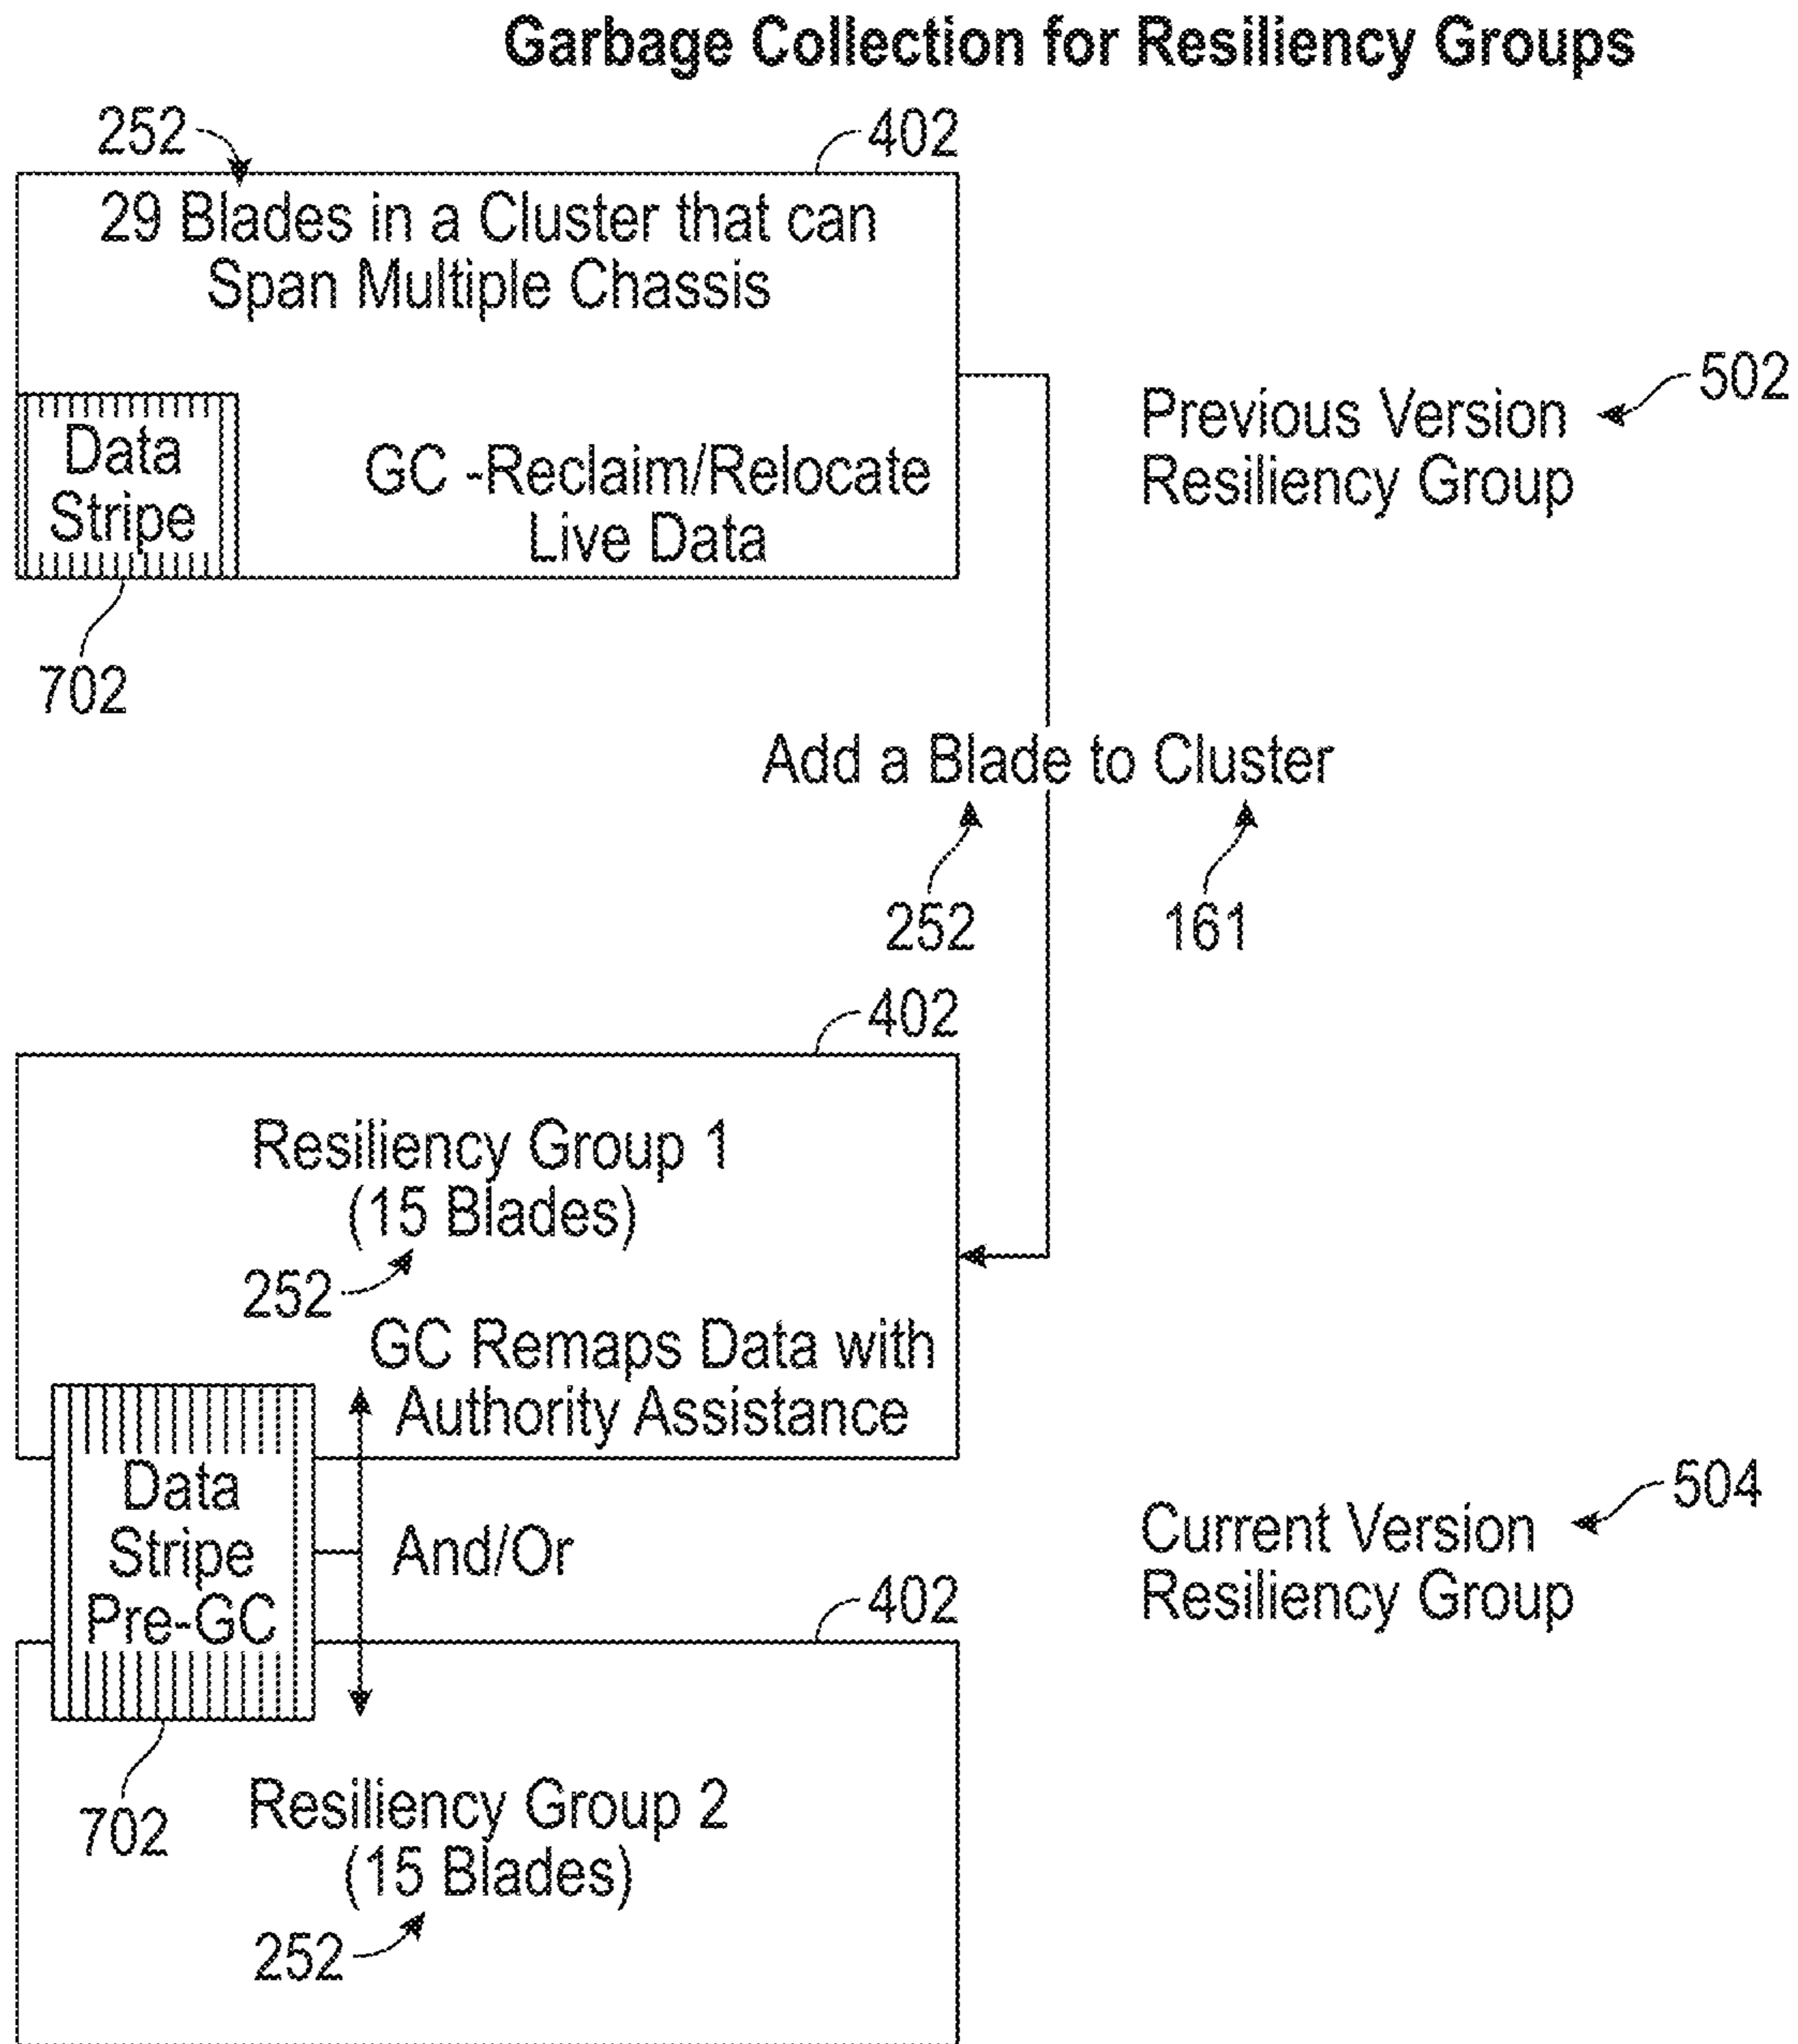 Garbage Collection for Resiliency Groups
252
402
29 Blades in a Cluster that can
Span Multiple Chassis
502
Previous Version
Resiliency Group
Data
Stripe
GC -Reclaim/Relocate
Live Data
702
Add a Blade to Cluster
252
161
402
Resiliency Group 1
(15 Blades)
252
GC Remaps Data with
Authority Assistance
Data
Stripe
Pre-GC
And/Or
504
Current Version
Resiliency Group
402
702
Resiliency Group 2
(15 Blades)
252